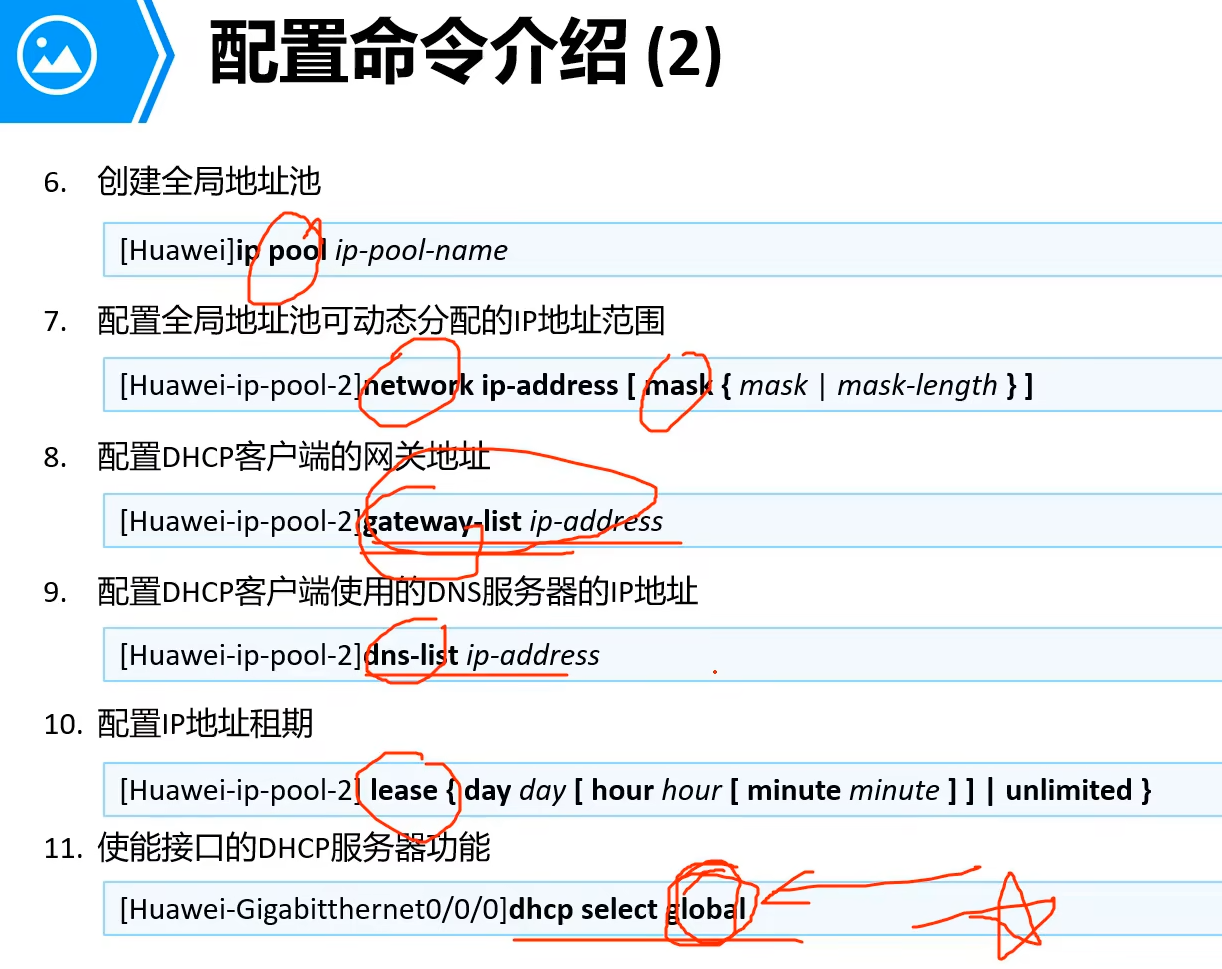 配置命令介绍 (2)
6. 创建全局地址池
[Huawei]ip pool ip-pool-name
7. 配置全局地址池可动态分配的IP地址范围
[Huawei-ip-pool-2]network ip-address [ mask { mask | mask-length } ]
8. 配置DHCP客户端的网关地址
[Huawei-ip-pool-2]gateway-list ip-address
9. 配置DHCP客户端使用的DNS服务器的IP地址
[Huawei-ip-pool-2]dns-list ip-address
10. 配置IP地址租期
[Huawei-ip-pool-2] lease { day day [ hour hour [ minute minute ] ] | unlimited }
11. 使能接口的DHCP服务器功能
[Huawei-Gigabitthernet0/0/0]dhcp select global